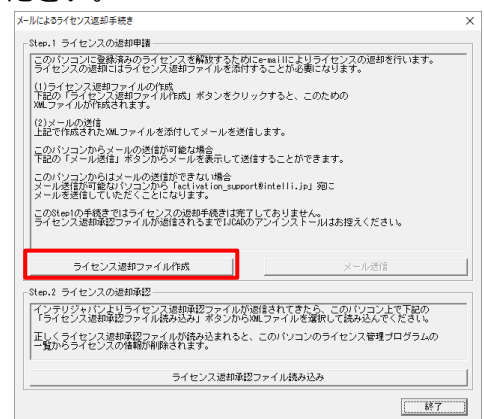 ださい。
メールによるライセンス返却手続き
Step.1 ライセンスの返却申請
このパソコンに登録済みのライセンスを解放するためにe-mailによりライセンスの返却を行います。
ライセンスの返却にはライセンス返却ファイルを添付することが必要になります。
(1)ライセンス返却ファイルの作成
下記の「ライセンス返却ファイル作成」ボタンをクリックすると、このための
XMLファイルが作成されます。
(2)メールの送信
上記で作成されたXMLファイルを添付してメールを送信します。
このパソコンからメールの送信が可能な場合
下記の「メール送信」ボタンからメールを表示して送信することができます。
このパソコンからはメールの送信ができない場合
メール送信が可能なパソコンから「activation_support@intelli.jp」宛に
メールを送信していただくことになります。
このStep1の手続きではライセンスの返却手続きは完了しておりません。
ライセンス返却承認ファイルが返信されるまでIJCADのアンインストールはお控えください。
ライセンス返却ファイル作成
メール送信
Step.2 ライセンスの返却承認
インテリジャパンよりライセンス返却承認ファイルが返信されてきたら、このパソコン上で下記の
「ライセンス返却承認ファイル読み込み」ボタンからXMLファイルを選択して読み込んでください。
正しくライセンス返却承認ファイルが読み込まれると、このパソコンのライセンス管理プログラムの
一覧からライセンスの情報が削除されます。
ライセンス返却承認ファイル読み込み
終了